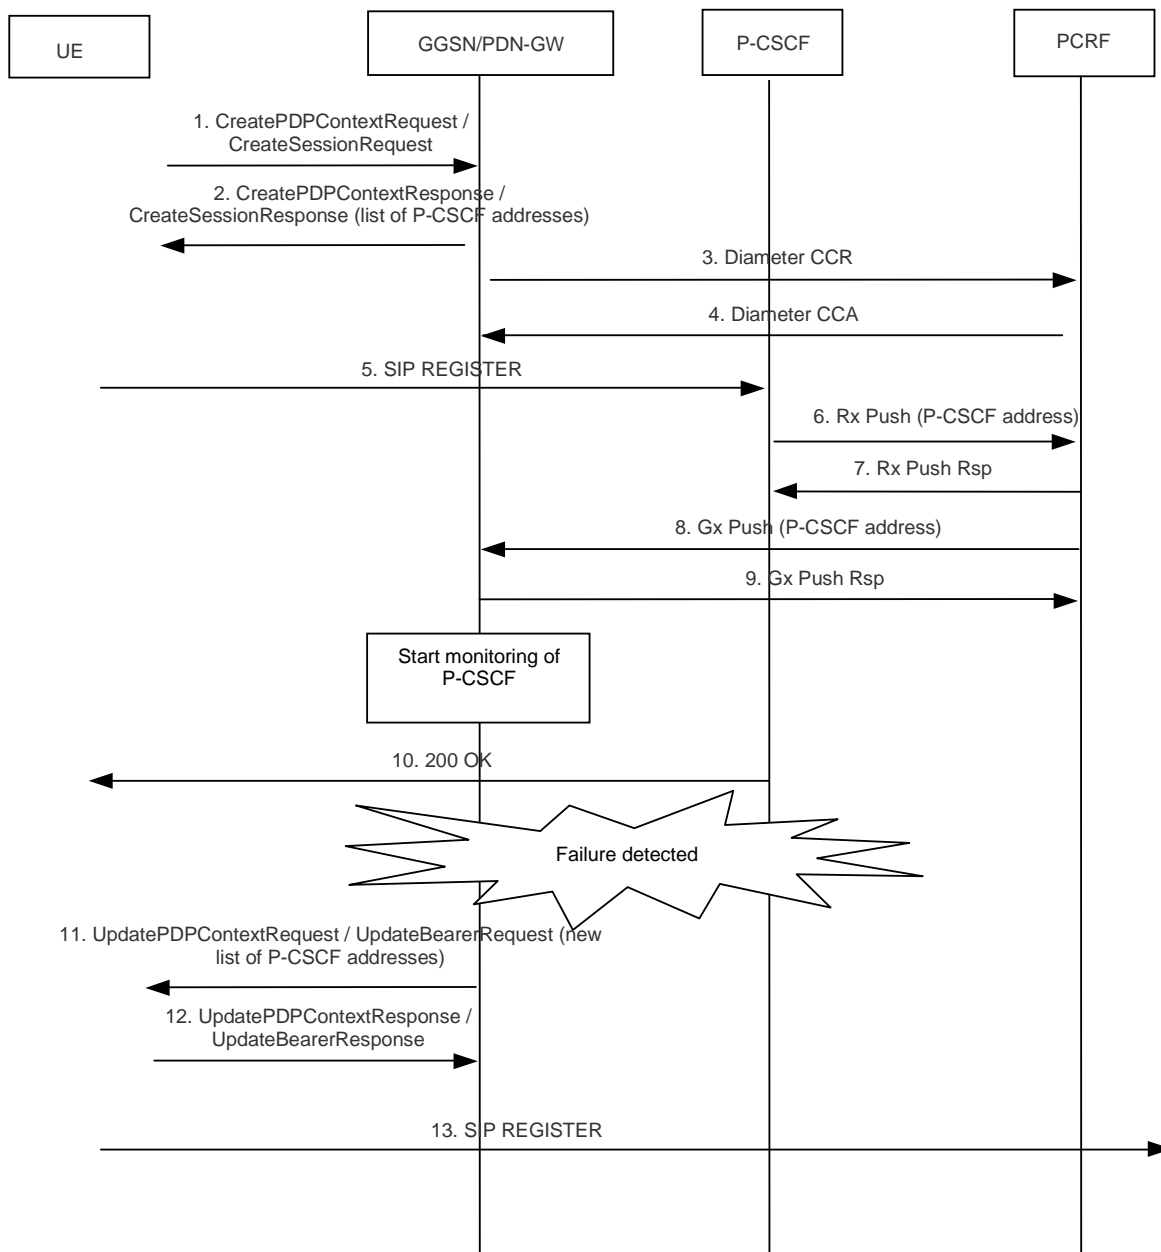 UE
GGSN/PDN-GW
P-CSCF
PCRF
1. CreatePDPContextRequest /
CreateSessionRequest
2. CreatePDPContextResponse /
CreateSessionResponse (list of P-CSCF addresses)
3. Diameter CCR
4. Diameter CCA
5. SIP REGISTER
6. Rx Push (P-CSCF address)
7. Rx Push Rsp
8. Gx Push (P-CSCF address)
9. Gx Push Rsp
Start monitoring of
P-CSCF
10. 200 OK
Failure detected
11. UpdatePDPContextRequest / UpdateBearerRequest (new
list of P-CSCF addresses)
12. UpdatePDPContextResponse /
UpdateBearerResponse
13. SIP REGISTER